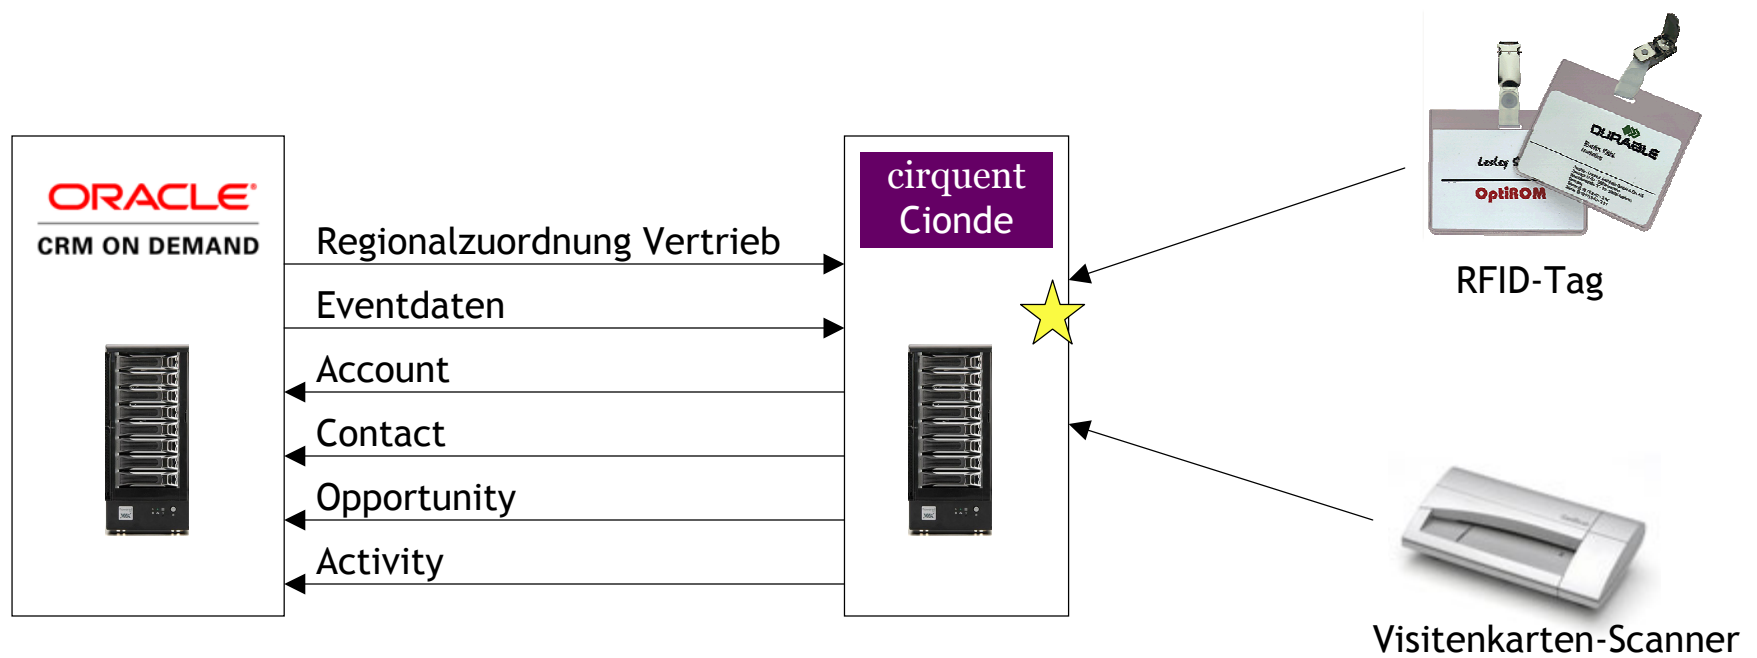 ORACLE
CRM ON DEMAND
cirquent
Cionde
Regionalzuordnung Vertrieb
Eventdaten
Account
Contact
Opportunity
Activity
DURABLE
OptiROM
RFID-Tag
Visitenkarten-Scanner